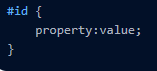 #id {
    property:value;
}